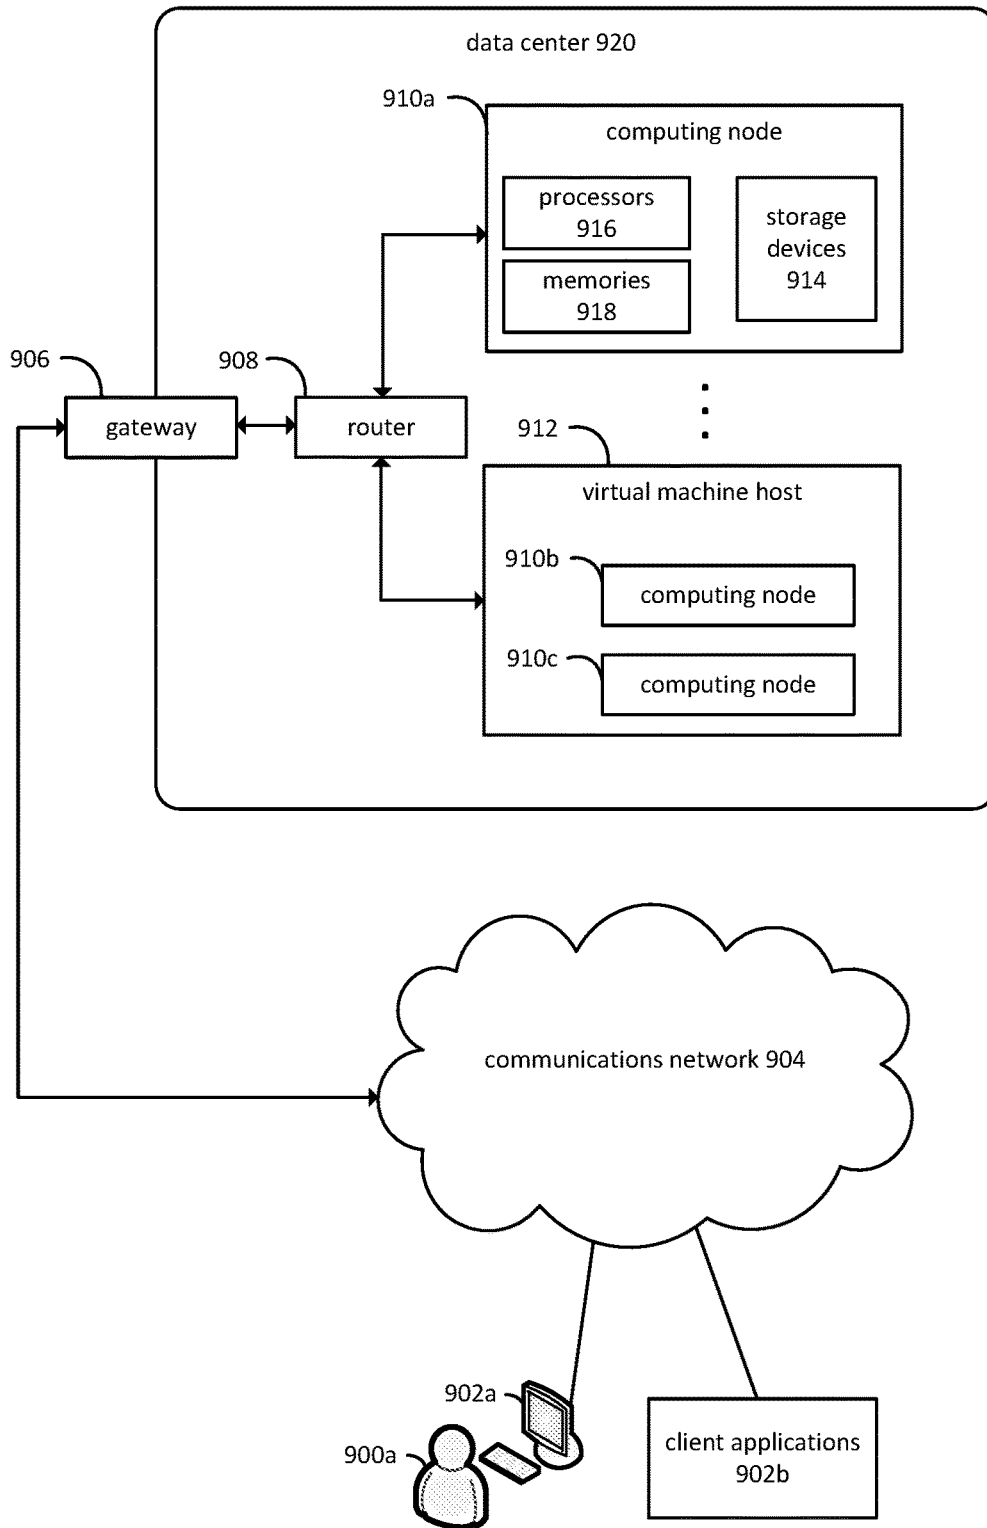 data center 920
910a
computing node
processors
916
storage
devices
914
memories
918
906
908
gateway
router
912
virtual machine host
910b
computing node
910c
computing node
communications network 904
902a
900a
client applications
902b